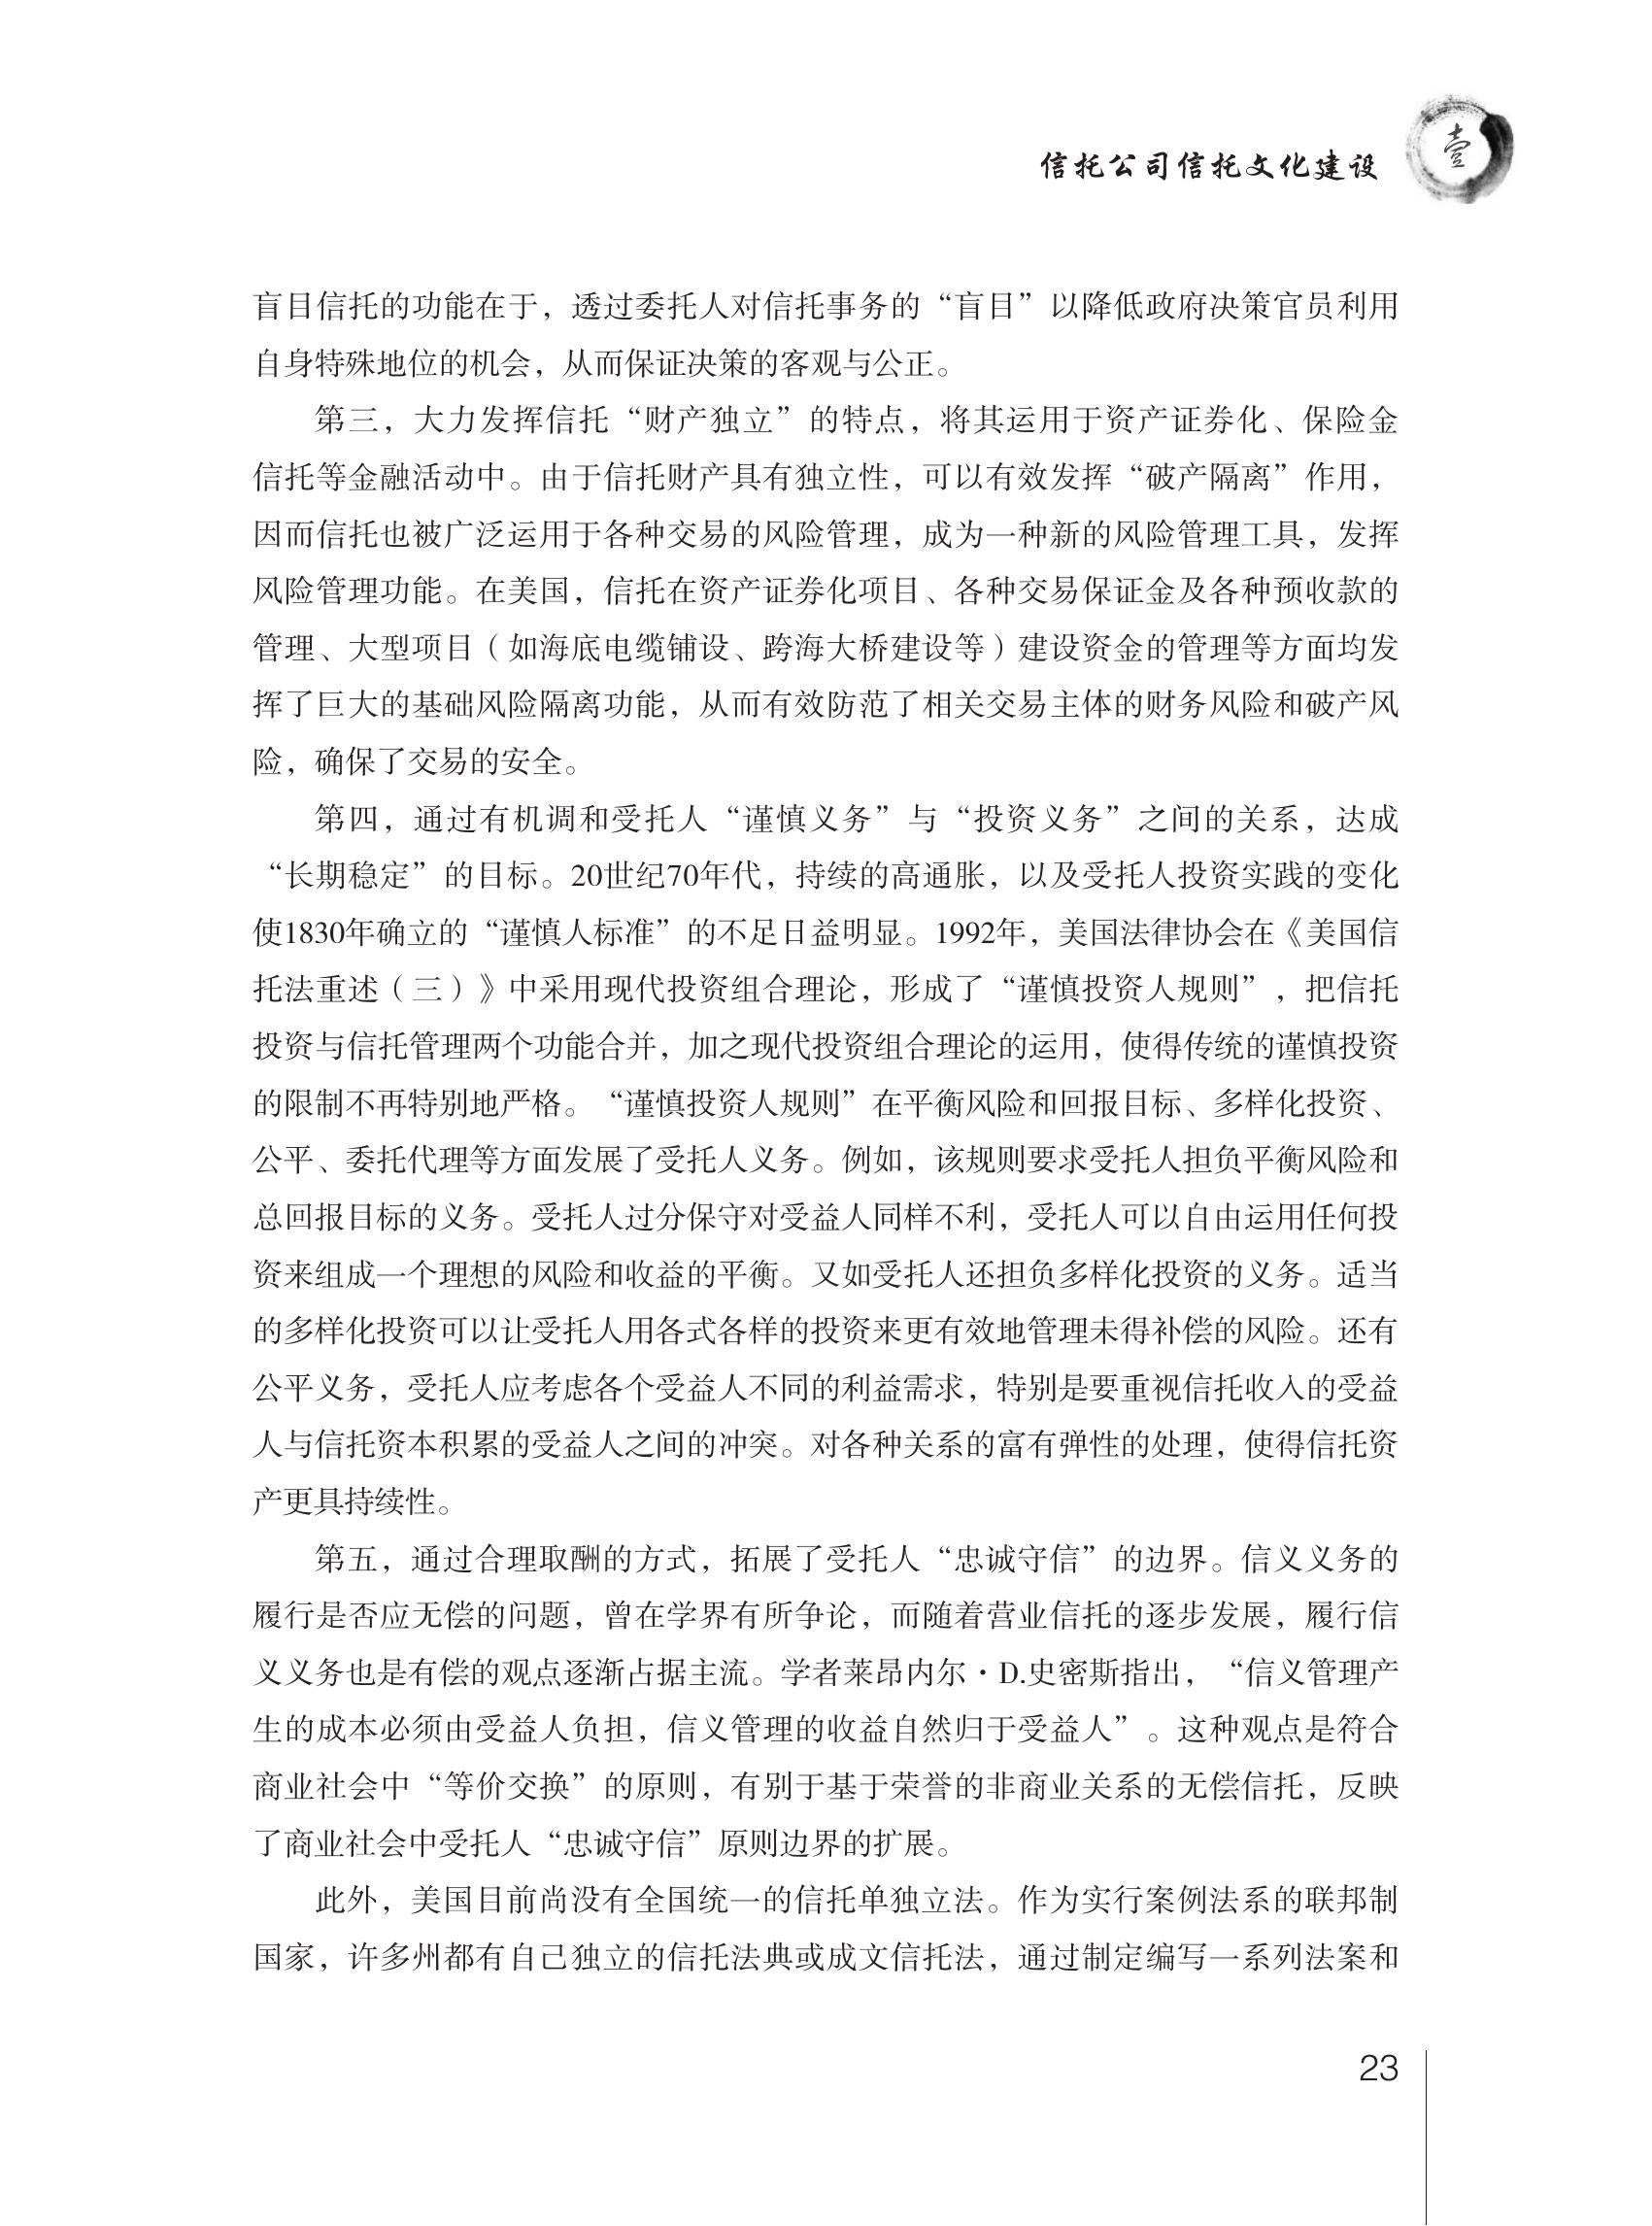 信托公司信托文化建设
壹
盲目信托的功能在于，透过委托人对信托事务的“盲目”以降低政府决策官员利用
自身特殊地位的机会，从而保证决策的客观与公正。
第三，大力发挥信托“财产独立”的特点，将其运用于资产证券化、保险金
信托等金融活动中。由于信托财产具有独立性，可以有效发挥“破产隔离”作用，
因而信托也被广泛运用于各种交易的风险管理，成为一种新的风险管理工具，发挥
风险管理功能。在美国，信托在资产证券化项目、各种交易保证金及各种预收款的
管理、大型项目（如海底电缆铺设、跨海大桥建设等）建设资金的管理等方面均发
挥了巨大的基础风险隔离功能，从而有效防范了相关交易主体的财务风险和破产风
险，确保了交易的安全。
第四，通过有机调和受托人“谨慎义务”与“投资义务”之间的关系，达成
“长期稳定”的目标。20世纪70年代，持续的高通胀，以及受托人投资实践的变化
使1830年确立的“谨慎人标准”的不足日益明显。1992年，美国法律协会在《美国信
托法重述（三）》中采用现代投资组合理论，形成了“谨慎投资人规则”，把信托
投资与信托管理两个功能合并，加之现代投资组合理论的运用，使得传统的谨慎投资
的限制不再特别地严格。“谨慎投资人规则”在平衡风险和回报目标、多样化投资、
公平、委托代理等方面发展了受托人义务。例如，该规则要求受托人担负平衡风险和
总回报目标的义务。受托人过分保守对受益人同样不利，受托人可以自由运用任何投
资来组成一个理想的风险和收益的平衡。又如受托人还担负多样化投资的义务。适当
的多样化投资可以让受托人用各式各样的投资来更有效地管理未得补偿的风险。还有
公平义务，受托人应考虑各个受益人不同的利益需求，特别是要重视信托收入的受益
人与信托资本积累的受益人之间的冲突。对各种关系的富有弹性的处理，使得信托资
产更具持续性。
第五，通过合理取酬的方式，拓展了受托人“忠诚守信”的边界。信义义务的
履行是否应无偿的问题，曾在学界有所争论，而随着营业信托的逐步发展，履行信
义义务也是有偿的观点逐渐占据主流。学者莱昂内尔·D.史密斯指出，“信义管理产
生的成本必须由受益人负担，信义管理的收益自然归于受益人”。这种观点是符合
商业社会中“等价交换”的原则，有别于基于荣誉的非商业关系的无偿信托，反映
了商业社会中受托人“忠诚守信”原则边界的扩展。
此外，美国目前尚没有全国统一的信托单独立法。作为实行案例法系的联邦制
国家，许多州都有自己独立的信托法典或成文信托法，通过制定编写一系列法案和
23